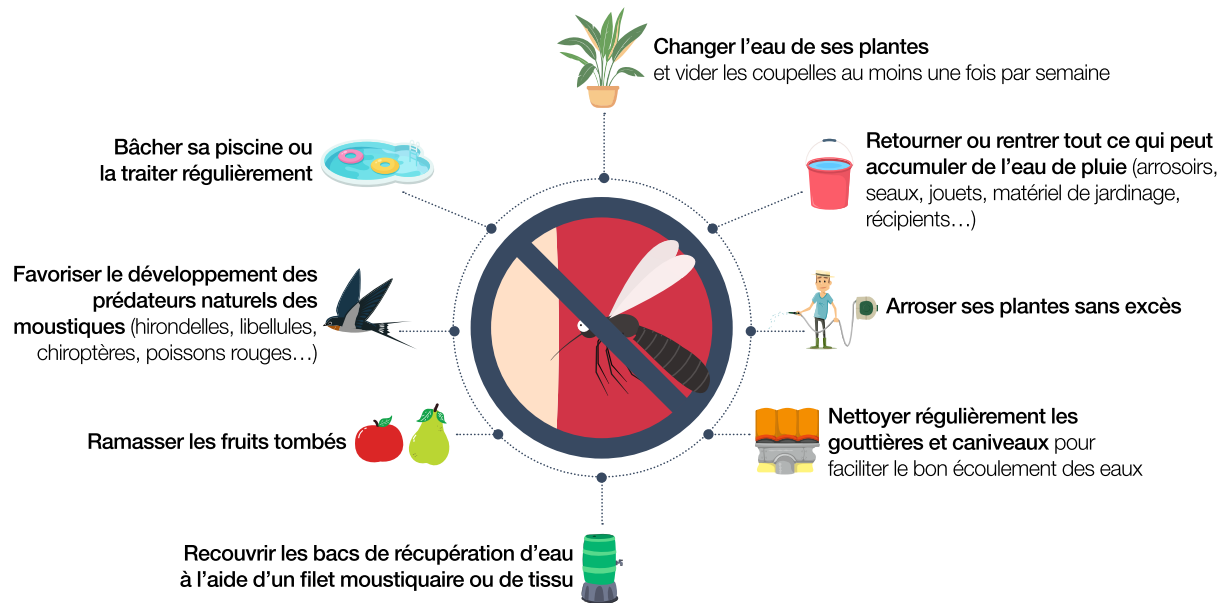 Changer l’eau de ses plantes
et vider les coupelles au moins une fois par semaine
Retourner ou rentrer tout ce qui peut
accumuler de l’eau de pluie (arrosoirs,
seaux, jouets, matériel de jardinage,
récipients…)
Arroser ses plantes sans excès
Nettoyer régulièrement les
gouttières et caniveaux pour
faciliter le bon écoulement des eaux
Recouvrir les bacs de récupération d’eau
à l’aide d’un filet moustiquaire ou de tissu
Ramasser les fruits tombés
Favoriser le développement des
prédateurs naturels des
moustiques (hirondelles, libellules,
chiroptères, poissons rouges…)
Bâcher sa piscine ou
la traiter régulièrement